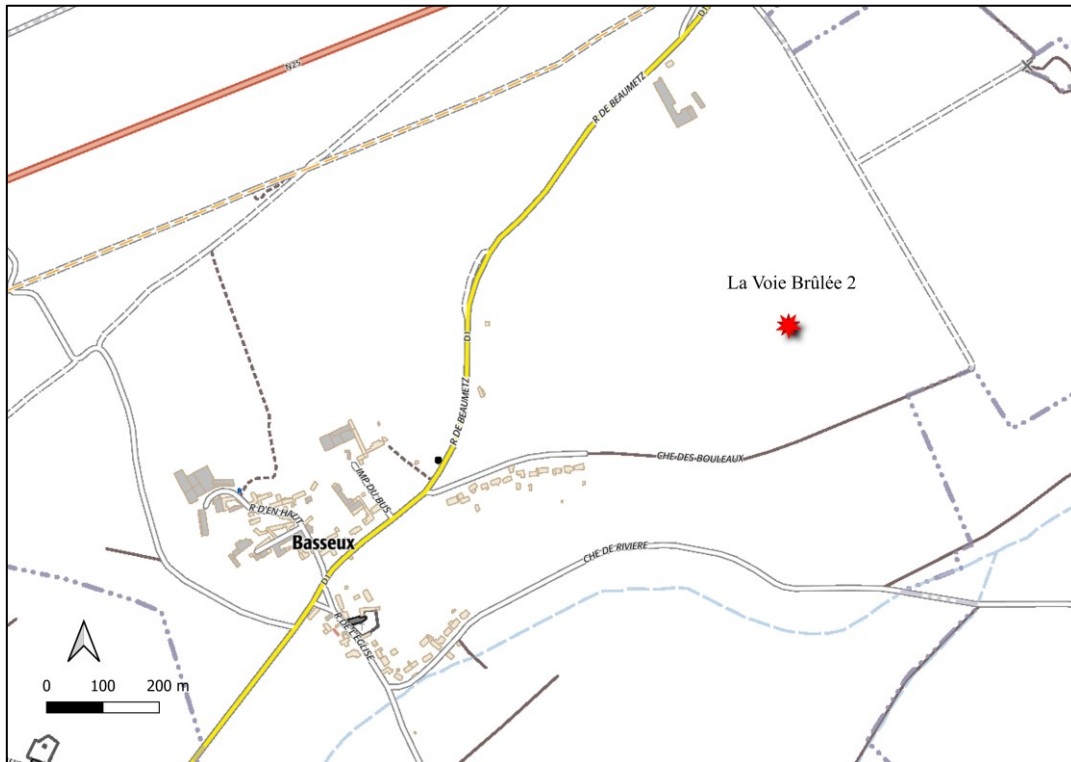 D1
N25
R DE BEAUMETZ
La Voie Brûlée 2
D1
R DE BEAUMETZ
CHE DES BOULEAUX
IMP DU BUS
R D'EN HAUT
Basseux
CHE DE RIVIERE
D1
R DE L'EGLISE
0 100 200 m